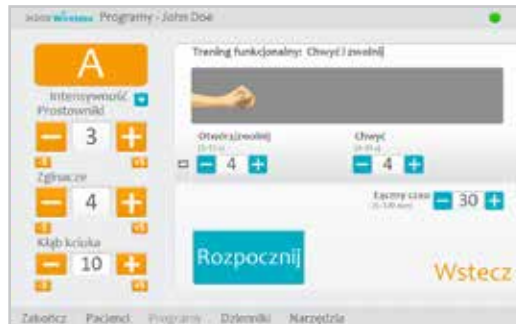 Programy - John Doe
A
Intensywność
Prostowniki
3
Zginacze
4
Kłąb kciuka
10
Trening funkcjonalny: Chwyć i zwolnij
Otwórz/zwolnij
4
Chwyć
4
Łączny czas
30
Rozpocznij
Wstecz
Zakończ Pacjenci Programy Dzienniki Narzędzia